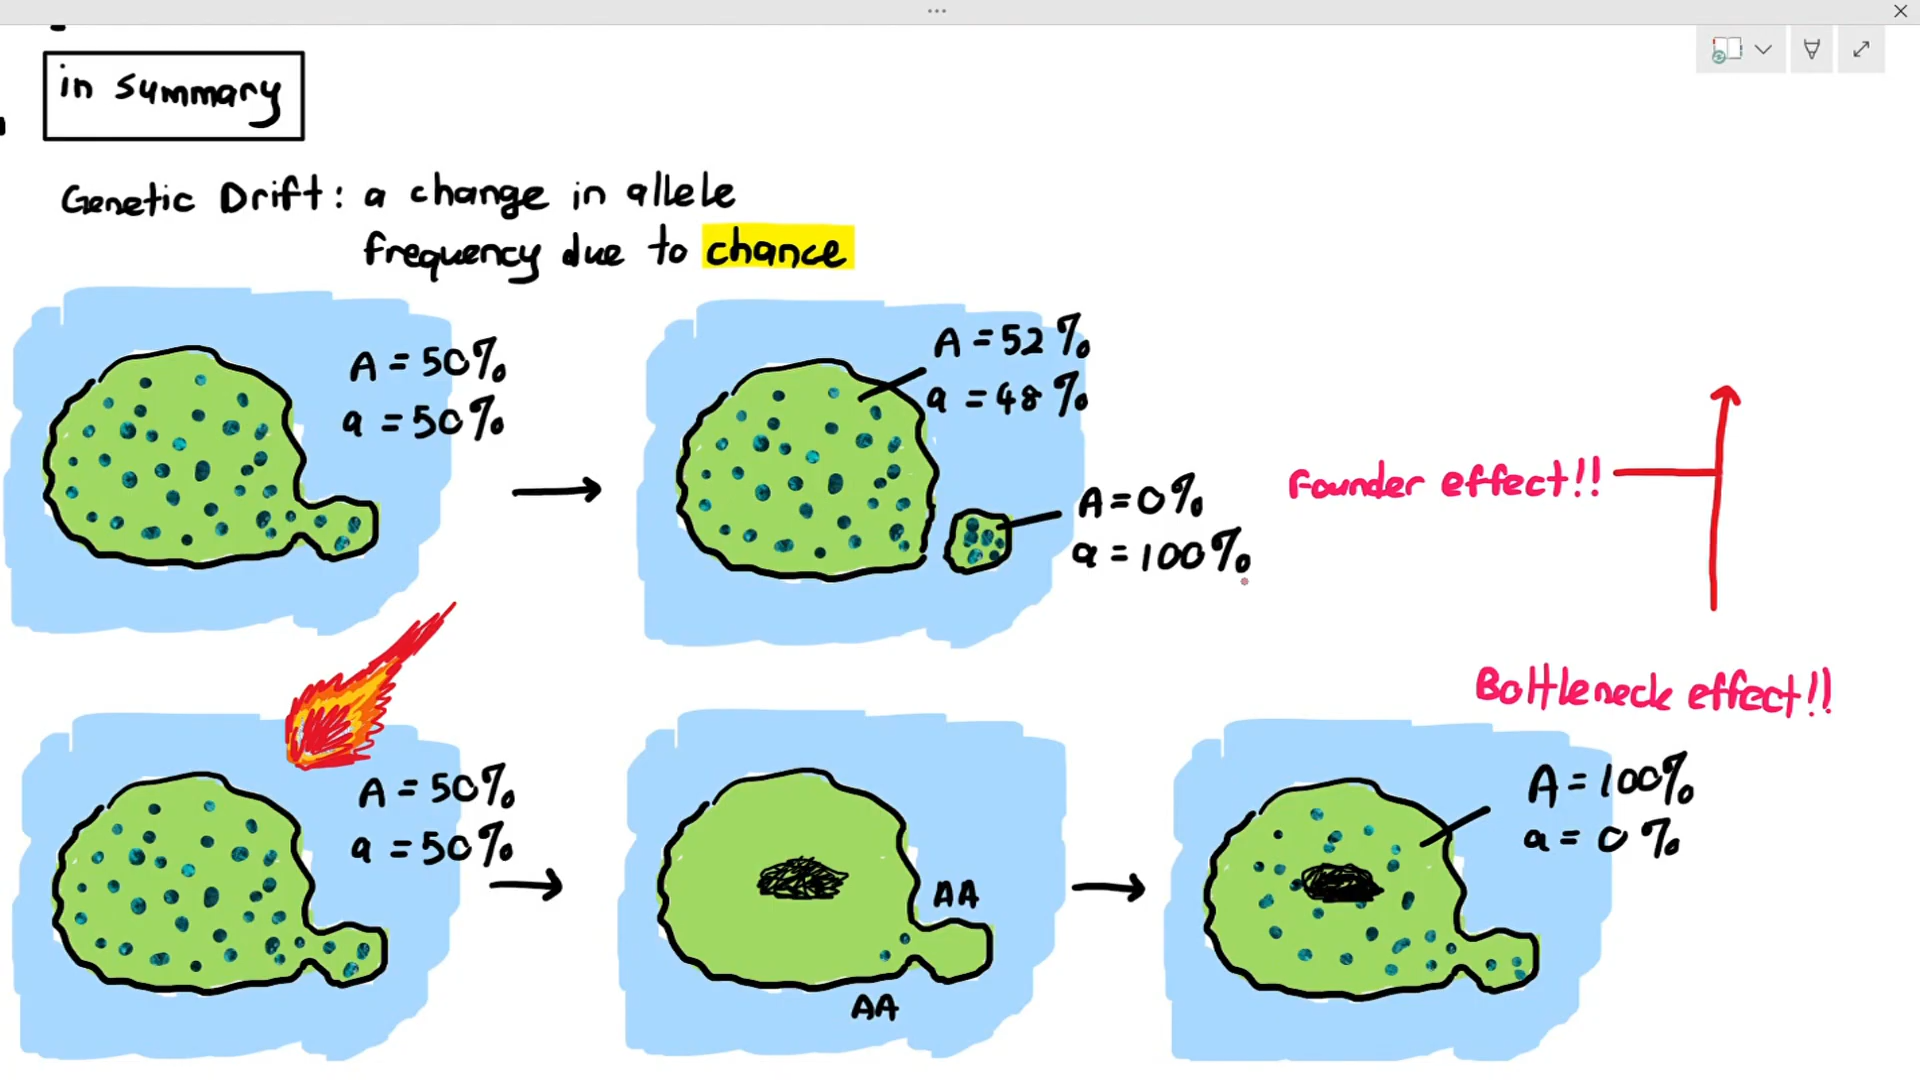 in summary
Genetic Drift: a change in allele
frequency due to chance
A = 50%
a = 50%
A = 52%
a = 48%
A = 0%
a = 100%
Founder effect!!
Bottleneck effect!!
A = 50%
a = 50%
AA
AA
A = 100%
a = 0%